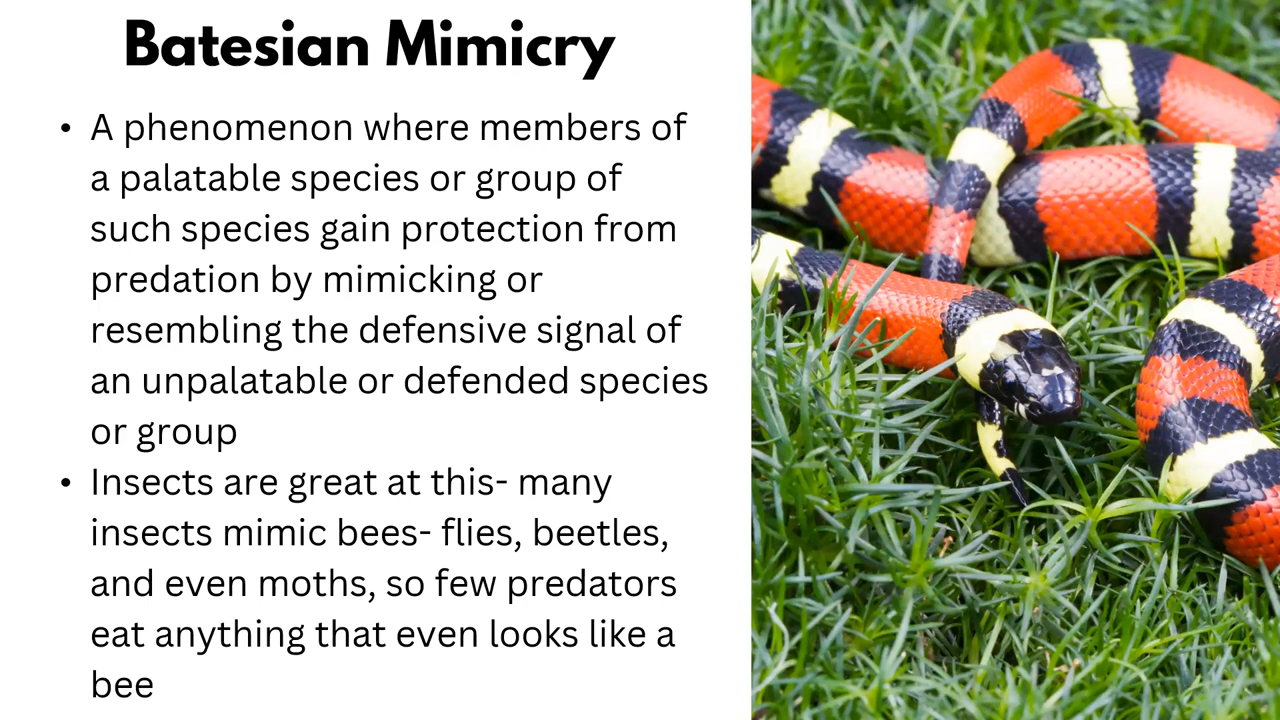 Batesian Mimicry
• A phenomenon where members of
a palatable species or group of
such species gain protection from
predation by mimicking or
resembling the defensive signal of
an unpalatable or defended species
or group
• Insects are great at this- many
insects mimic bees- flies, beetles,
and even moths, so few predators
eat anything that even looks like a
bee